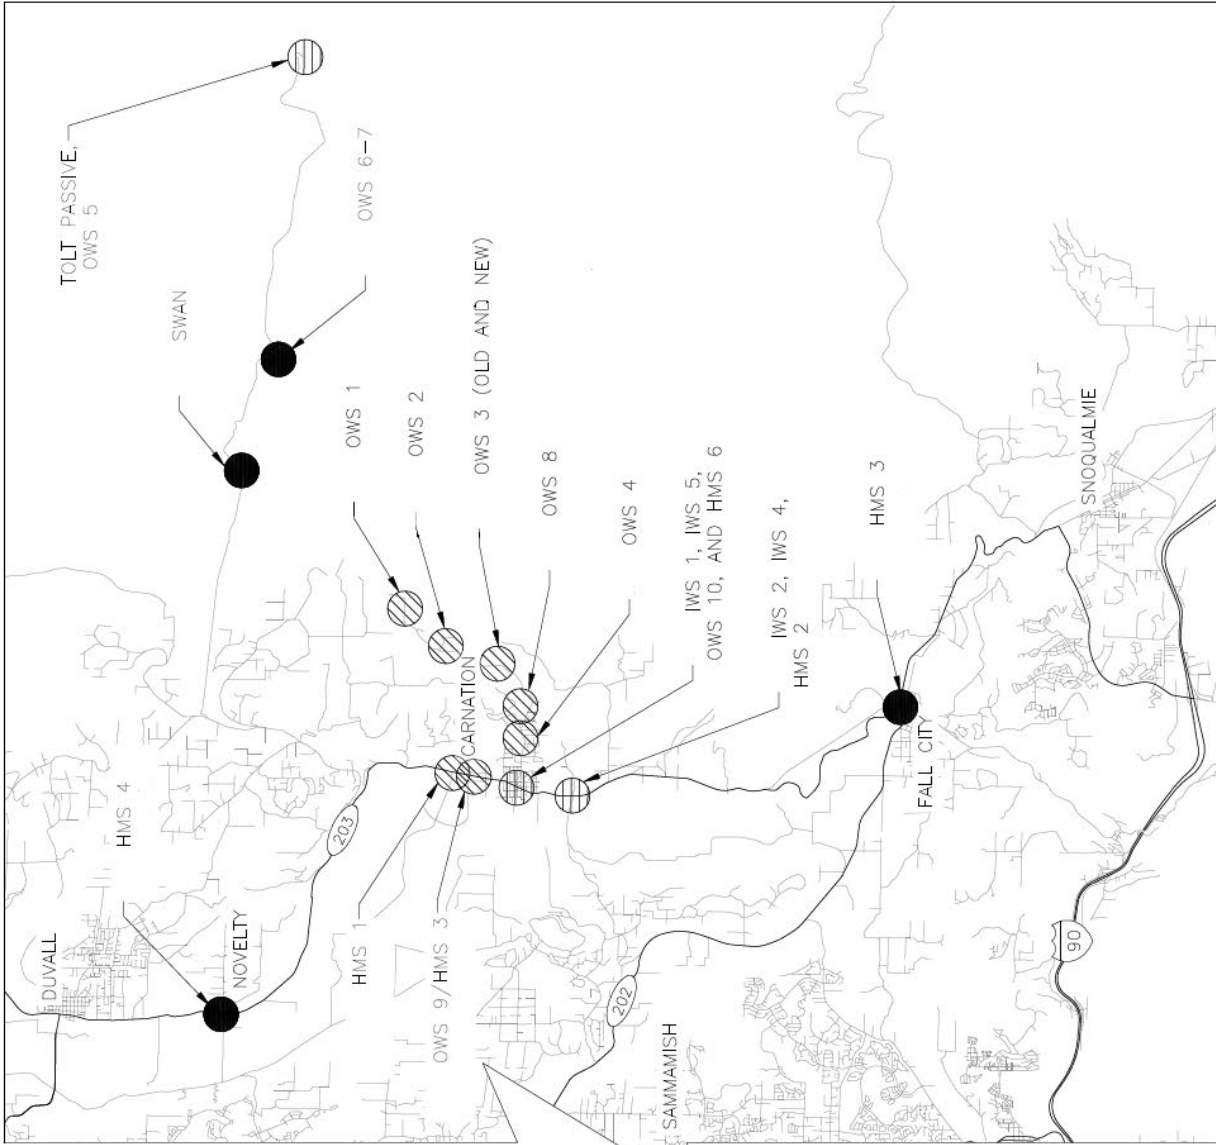 TOLT PASSIVE,
OWS 5
SWAN
OWS 6-7
OWS 1
OWS 2
OWS 3 (OLD AND NEW)
OWS 8
OWS 4
IWS 1, IWS 5,
OWS 10, AND HMS 6
IWS 2, IWS 4,
HMS 2
HMS 3
HMS 4
HMS 1
OWS 9/HMS 3
DUVALL
NOVELTY
CARNATION
FALL CITY
SNOQUALMIE
SAMMAMISH
203
202
90